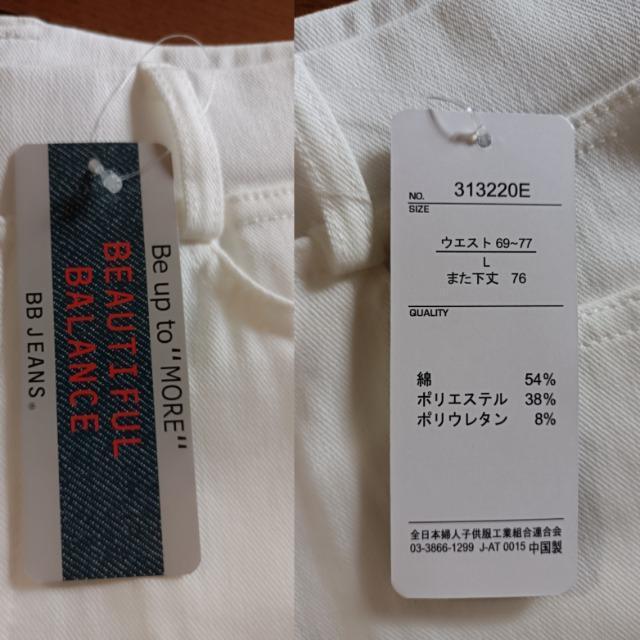 Be up to "MORE"
BEAUTIFUL
BALANCE
BB JEANS®
NO. 313220E
SIZE
ウエスト 69~77
L
また下丈 76
QUALITY
綿 54%
ポリエステル 38%
ポリウレタン 8%
全日本婦人子供服工業組合連合会
03-3866-1299 J-AT 0015 中国製